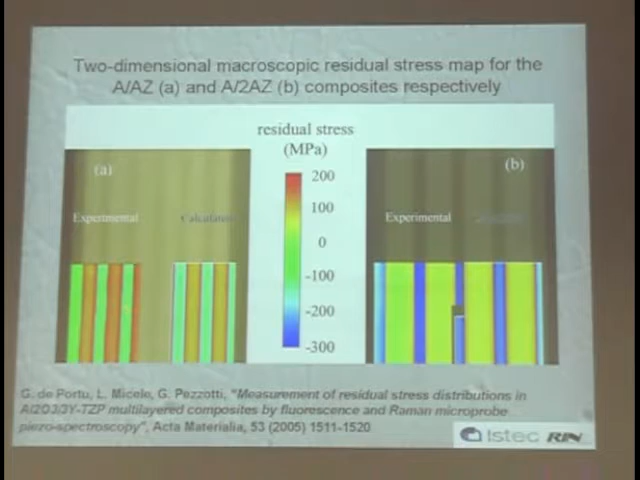 Two-dimensional macroscopic residual stress map for the
A/AZ (a) and A/2AZ (b) composites respectively
residual stress
(MPa)
(a)
(b)
200
100
0
-100
-200
-300
Experimental
Calculated
Experimental
G. de Portu, L. Micele, G. Pezzotti, "Measurement of residual stress distributions in
Al2O3/3Y-TZP multilayered composites by fluorescence and Raman microprobe
piezo-spectroscopy", Acta Materialia, 53 (2005) 1511-1520
Istec RIN